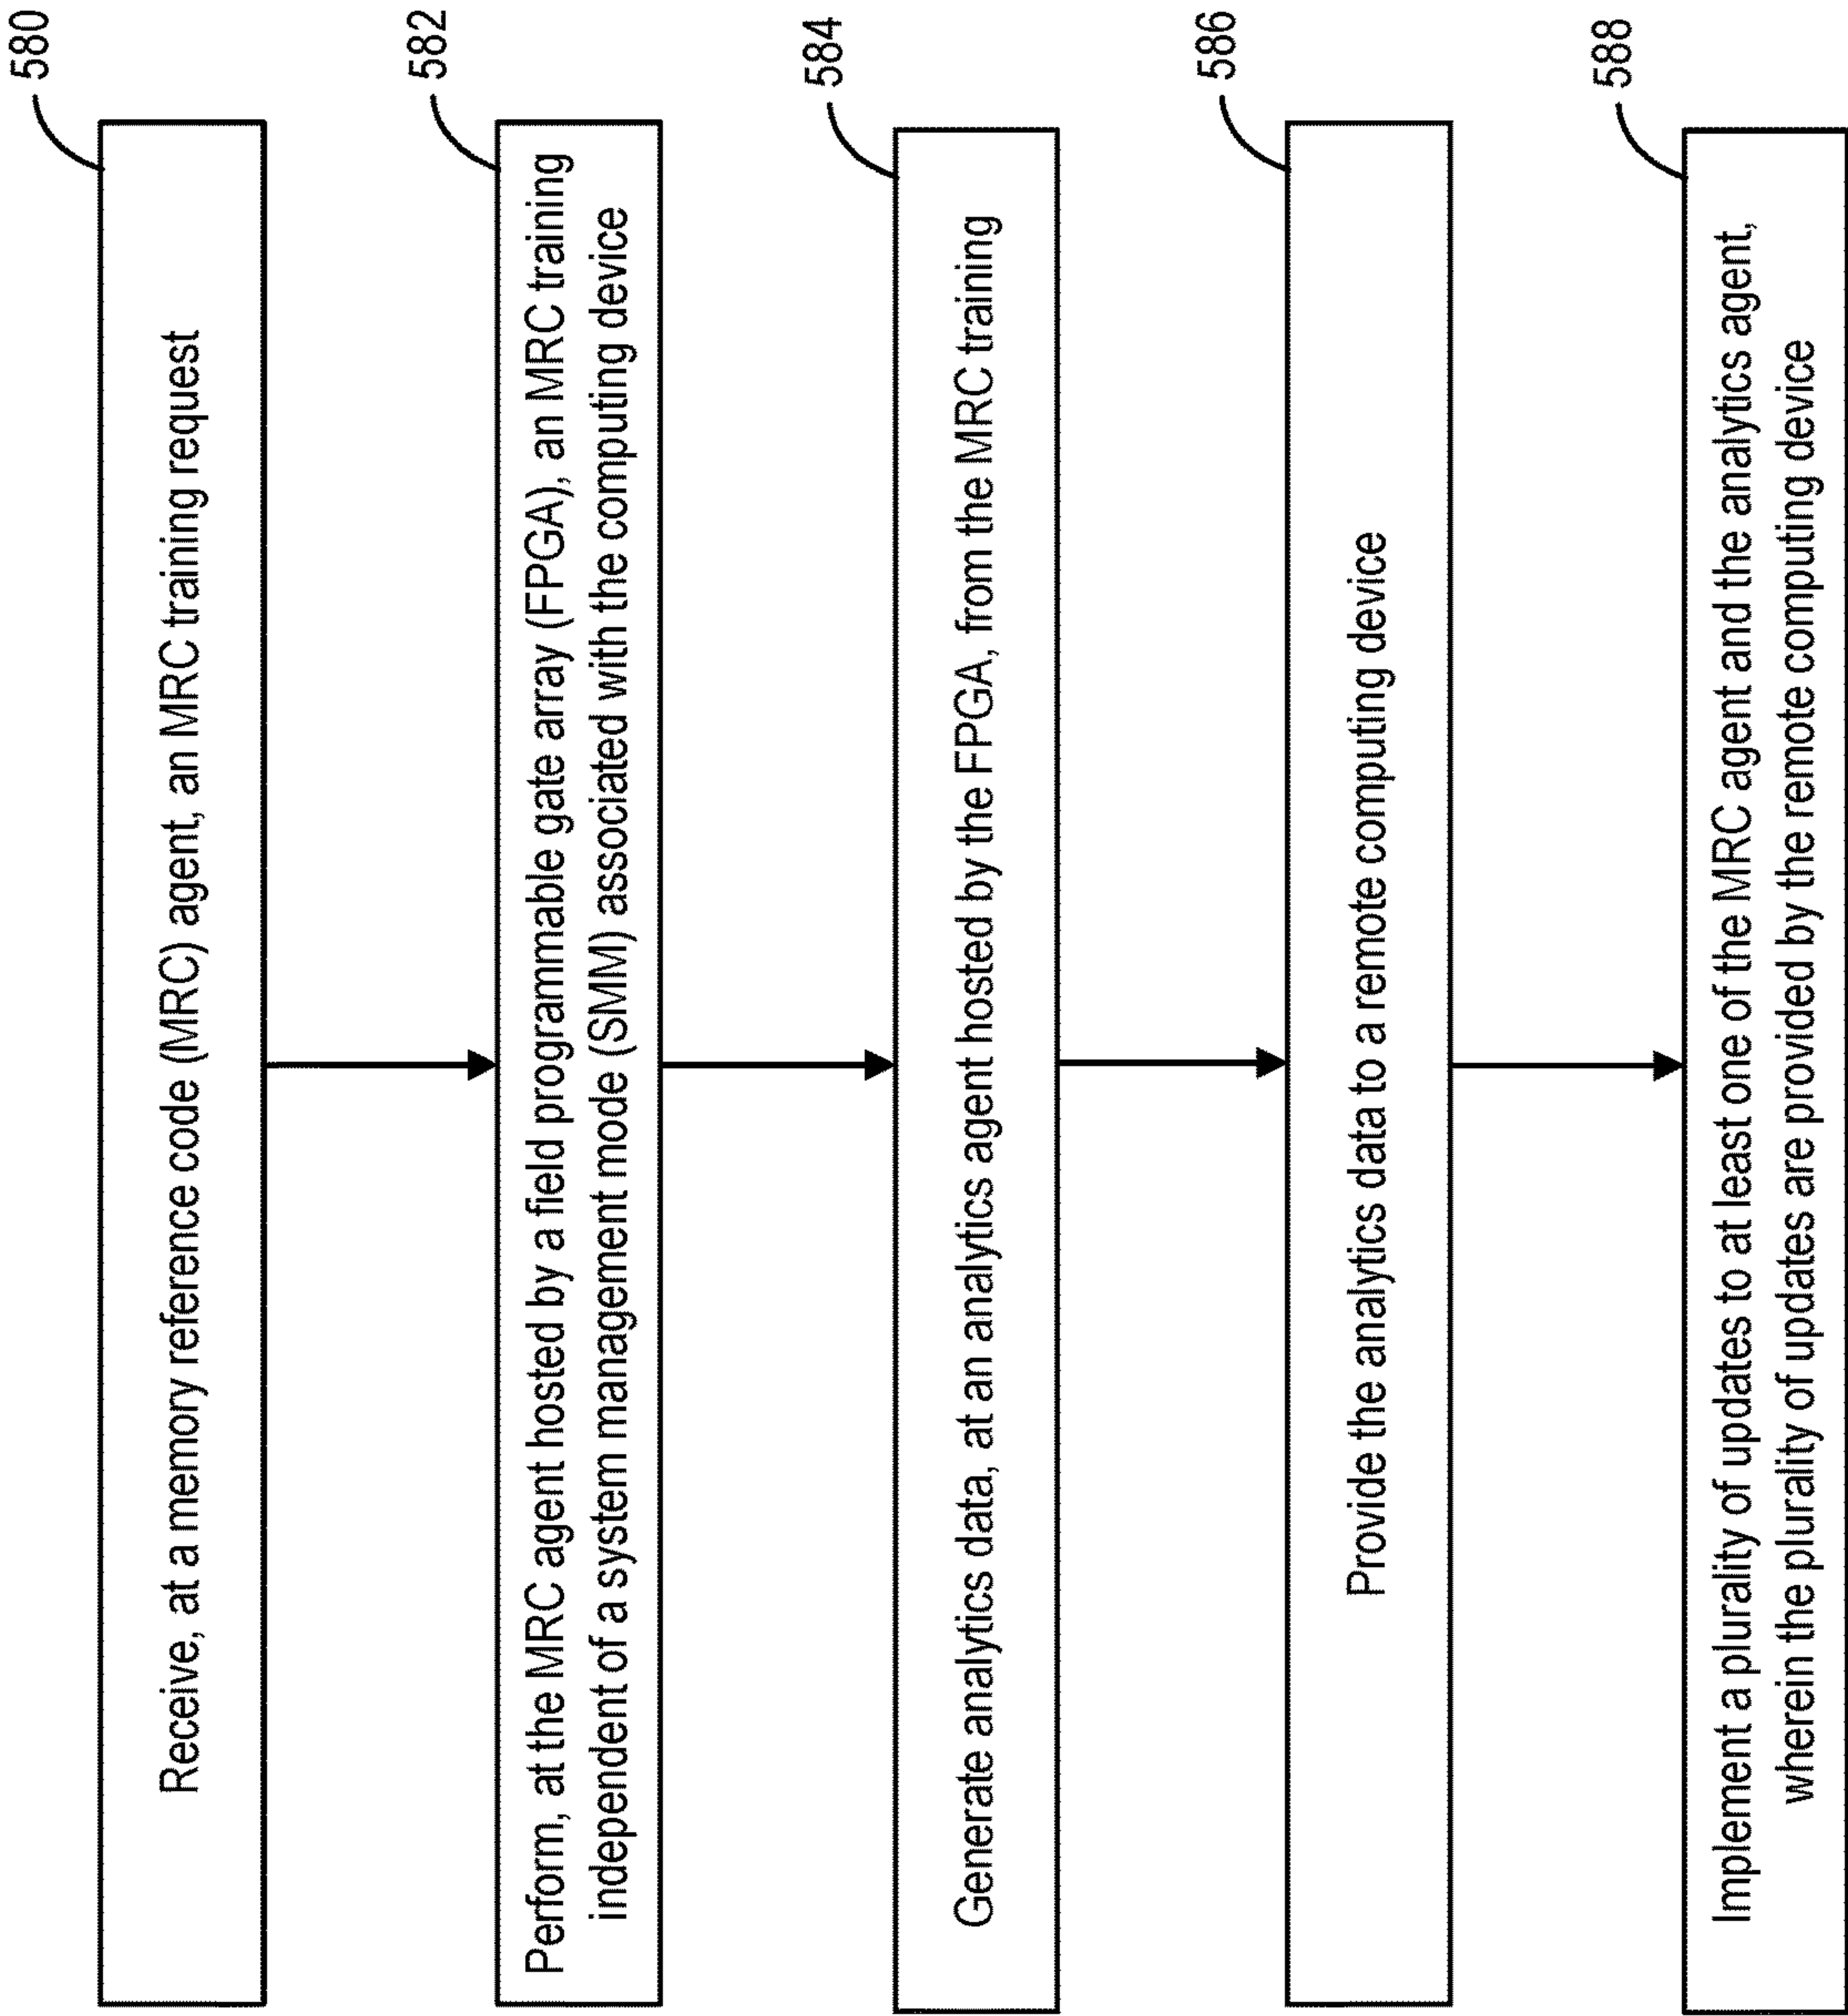 580
Receive, at a memory reference code (MRC) agent, an MRC training request
582
Perform, at the MRC agent hosted by a field programmable gate array (FPGA), an MRC training
independent of a system management mode (SMM) associated with the computing device
584
Generate analytics data, at an analytics agent hosted by the FPGA, from the MRC training
586
Provide the analytics data to a remote computing device
588
Implement a plurality of updates to at least one of the MRC agent and the analytics agent,
wherein the plurality of updates are provided by the remote computing device